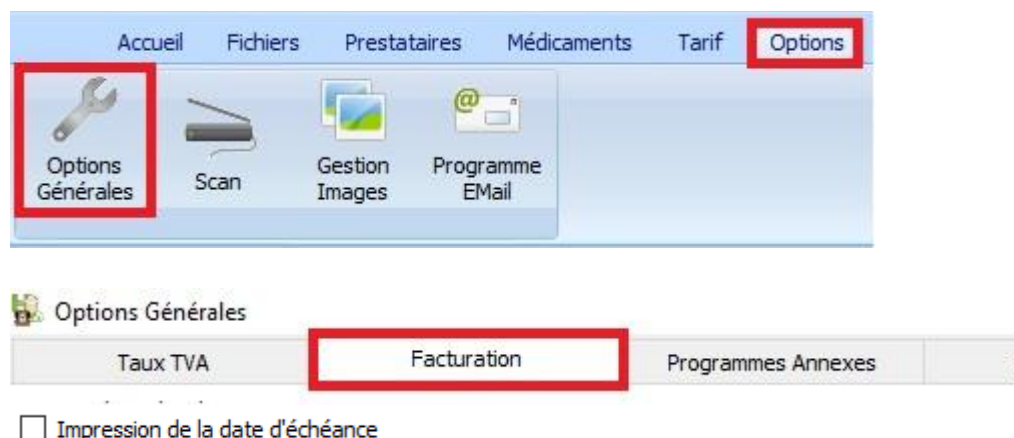 Accueil Fichiers Prestataires Médicaments Tarif Options
Options
Générales
Scan
Gestion
Images
@
Programme
EMail
Options Générales
Taux TVA Facturation Programmes Annexes
Impression de la date d'échéance